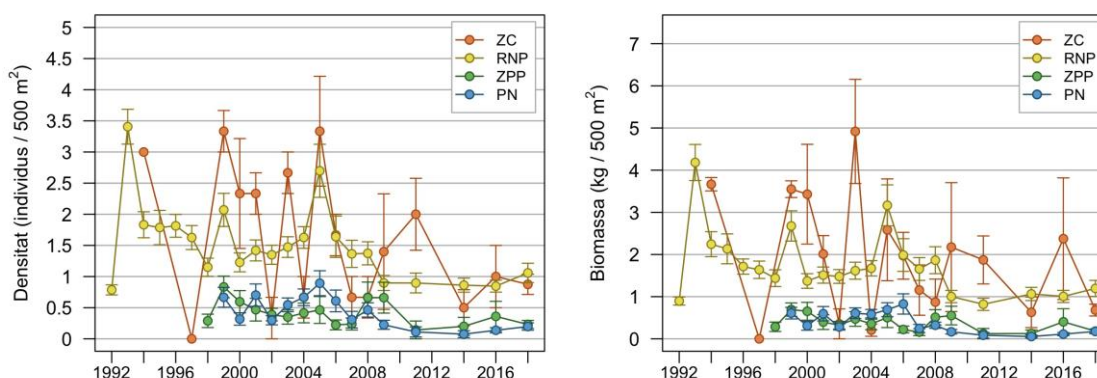 Densitat (individus / 500 m²)
5
4.5
4
3.5
3
2.5
2
1.5
1
0.5
0
ZC
RNP
ZPP
PN
1992 1996 2000 2004 2008 2012 2016
Biomassa (kg / 500 m²)
7
6
5
4
3
2
1
0
ZC
RNP
ZPP
PN
1992 1996 2000 2004 2008 2012 2016